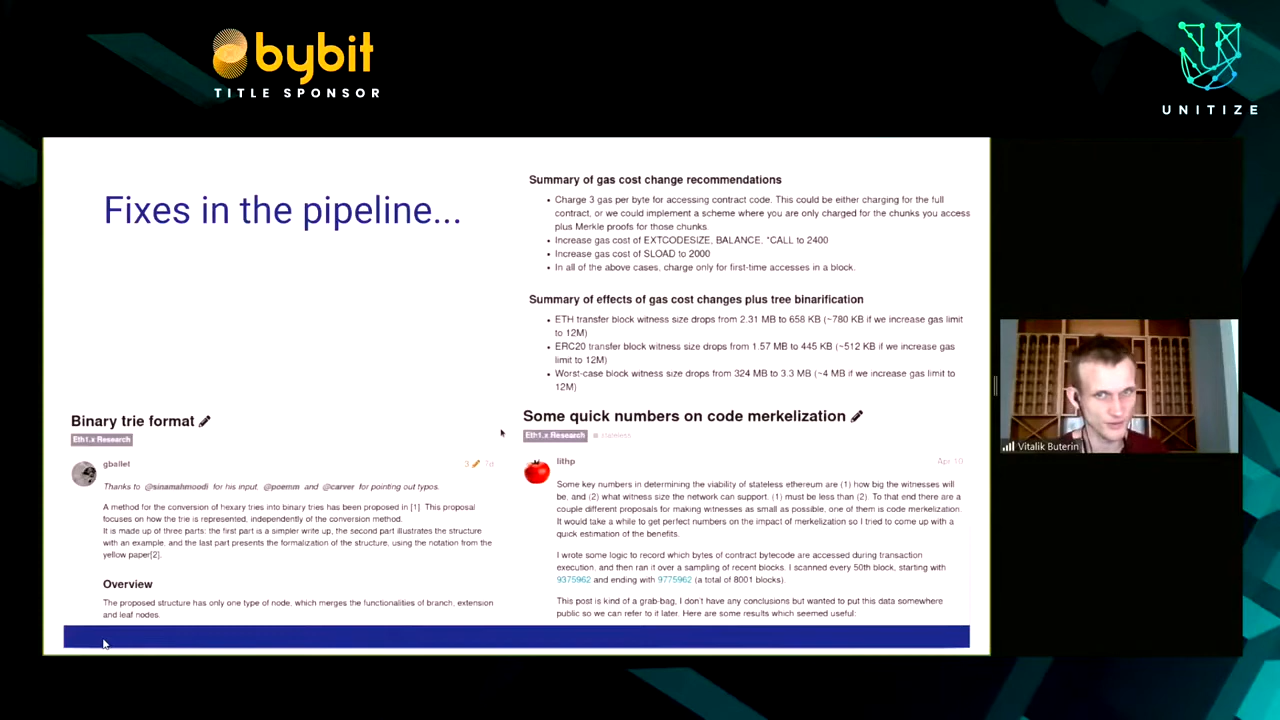 bybit
TITLE SPONSOR
UNITIZE
Fixes in the pipeline...
Summary of gas cost change recommendations
• Charge 3 gas per byte for accessing contract code. This could be either charging for the full
contract, or we could implement a scheme where you are only charged for the chunks you access
plus Merkle proofs for those chunks.
• Increase gas cost of EXTCODESIZE, BALANCE, *CALL to 2400
• Increase gas cost of SLOAD to 2000
• In all of the above cases, charge only for first-time accesses in a block.
Summary of effects of gas cost changes plus tree binarification
• ETH transfer block witness size drops from 2.31 MB to 658 KB (~780 KB if we increase gas limit
to 12M)
• ERC20 transfer block witness size drops from 1.57 MB to 445 KB (~512 KB if we increase gas
limit to 12M)
• Worst-case block witness size drops from 324 MB to 3.3 MB (~4 MB if we increase gas limit to
12M)
Binary trie format
Eth1.x Research
gballet
3 7d
Thanks to @sinamahmoodi for his input, @poemm and @carver for pointing out typos.
A method for the conversion of hexary tries into binary tries has been proposed in [1]. This proposal
focuses on how the trie is represented, independently of the conversion method.
It is made up of three parts: the first part is a simpler write up, the second part illustrates the structure
with an example, and the last part presents the formalization of the structure, using the notation from the
yellow paper[2].
Overview
The proposed structure has only one type of node, which merges the functionalities of branch, extension
and leaf nodes.
Some quick numbers on code merkelization
Eth1.x Research stateless
lithp
Apr 10
Some key numbers in determining the viability of stateless ethereum are (1) how big the witnesses will
be, and (2) what witness size the network can support. (1) must be less than (2). To that end there are a
couple different proposals for making witnesses as small as possible, one of them is code merkelization.
It would take a while to get perfect numbers on the impact of merkelization so I tried to come up with a
quick estimation of the benefits.
I wrote some logic to record which bytes of contract bytecode are accessed during transaction
execution, and then ran it over a sampling of recent blocks. I scanned every 50th block, starting with
9375962 and ending with 9775962 (a total of 8001 blocks).
This post is kind of a grab-bag, I don't have any conclusions but wanted to put this data somewhere
public so we can refer to it later. Here are some results which seemed useful:
Vitalik Buterin